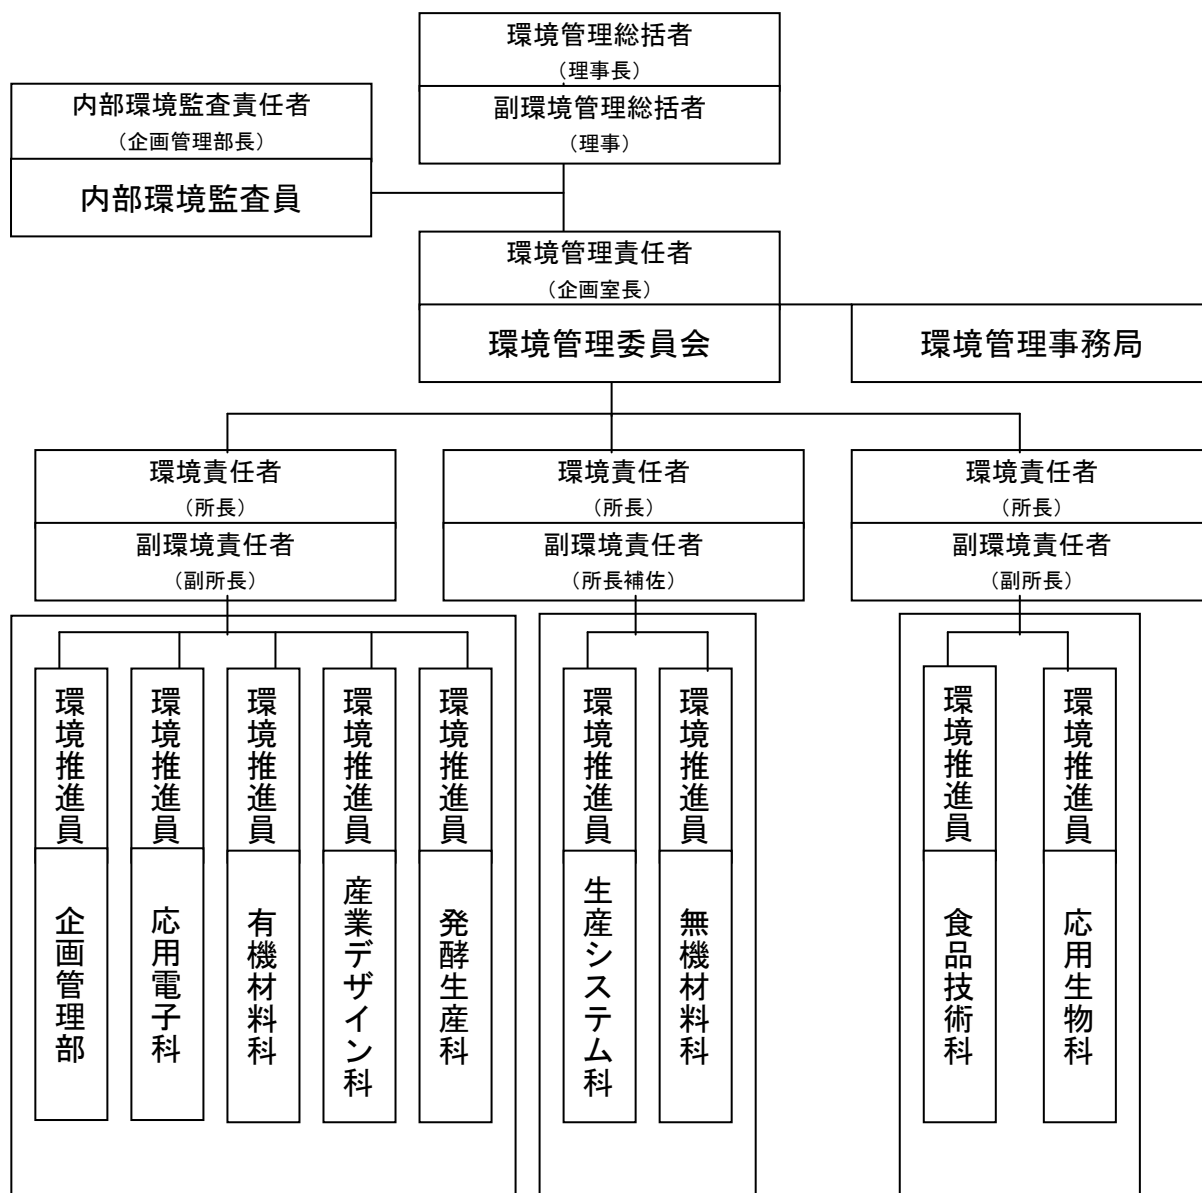 環境管理総括者
（理事長）
副環境管理総括者
（理事）
内部環境監査責任者
（企画管理部長）
内部環境監査員
環境管理責任者
（企画室長）
環境管理委員会
環境管理事務局
環境責任者
（所長）
副環境責任者
（副所長）
環境責任者
（所長）
副環境責任者
（所長補佐）
環境責任者
（所長）
副環境責任者
（副所長）
環境推進員
企画管理部
環境推進員
応用電子科
環境推進員
有機材料科
環境推進員
産業デザイン科
環境推進員
発酵生産科
環境推進員
生産システム科
環境推進員
無機材料科
環境推進員
食品技術科
環境推進員
応用生物科